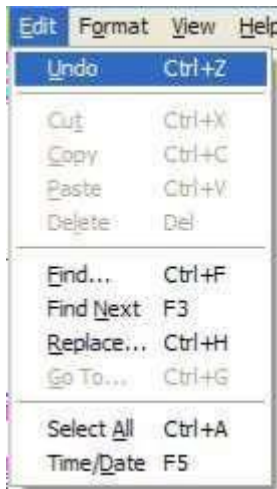 Edit Format View Help
Undo Ctrl+Z
Cut Ctrl+X
Copy Ctrl+C
Paste Ctrl+V
Delete Del
Find... Ctrl+F
Find Next F3
Replace... Ctrl+H
Go To... Ctrl+G
Select All Ctrl+A
Time/Date F5